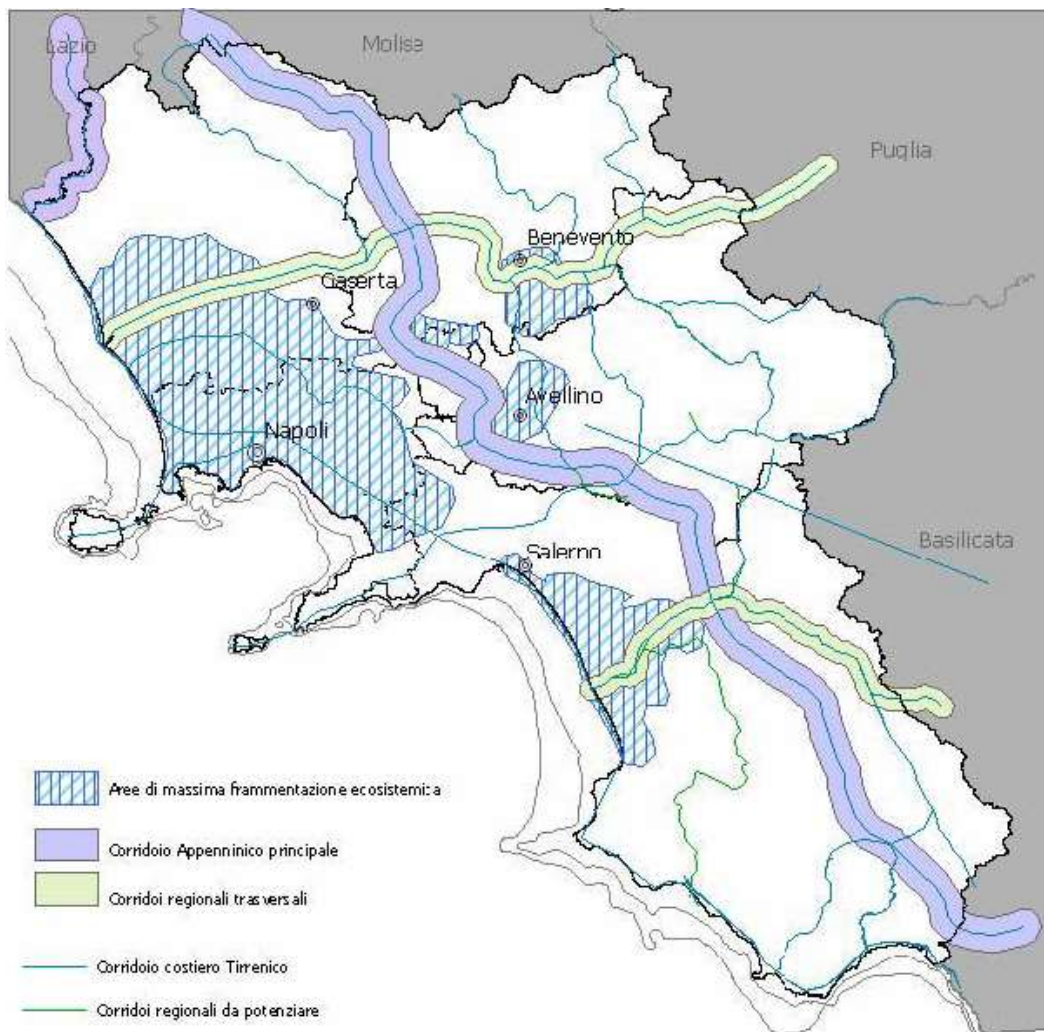 Lazio
Molise
Puglia
Benevento
Caserta
Avellino
Napoli
Basilicata
Salerno
Aree di massima frammentazione ecosistemica
Corridoio Appenninico principale
Corridoi regionali trasversali
Corridoio costiero Tirrenico
Corridoi regionali da potenziare